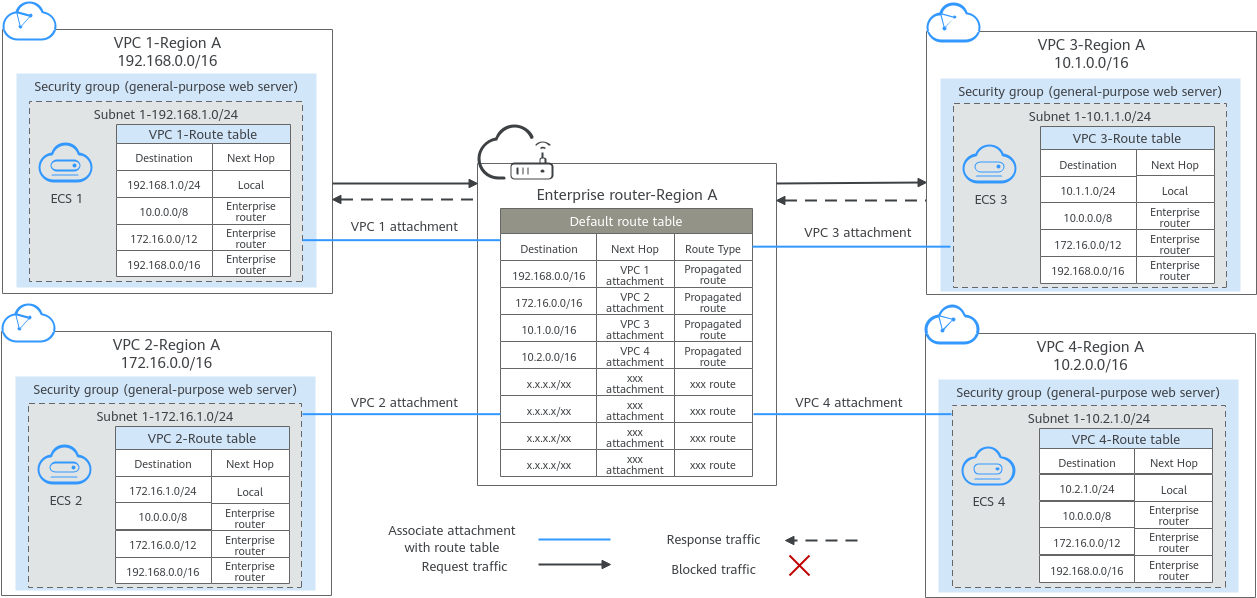 VPC 1-Region A
192.168.0.0/16
Security group (general-purpose web server)
Subnet 1-192.168.1.0/24
VPC 1-Route table
Destination Next Hop
192.168.1.0/24 Local
10.0.0.0/8 Enterprise router
172.16.0.0/12 Enterprise router
192.168.0.0/16 Enterprise router
ECS 1
VPC 1 attachment
VPC 2-Region A
172.16.0.0/16
Security group (general-purpose web server)
Subnet 1-172.16.1.0/24
VPC 2-Route table
Destination Next Hop
172.16.1.0/24 Local
10.0.0.0/8 Enterprise router
172.16.0.0/12 Enterprise router
192.168.0.0/16 Enterprise router
ECS 2
VPC 2 attachment
Enterprise router-Region A
Default route table
Destination Next Hop Route Type
192.168.0.0/16 VPC 1 attachment Propagated route
172.16.0.0/16 VPC 2 attachment Propagated route
10.1.0.0/16 VPC 3 attachment Propagated route
10.2.0.0/16 VPC 4 attachment Propagated route
x.x.x.x/xx xxx attachment xxx route
x.x.x.x/xx xxx attachment xxx route
x.x.x.x/xx xxx attachment xxx route
x.x.x.x/xx xxx attachment xxx route
VPC 3 attachment
VPC 3-Region A
10.1.0.0/16
Security group (general-purpose web server)
Subnet 1-10.1.1.0/24
VPC 3-Route table
Destination Next Hop
10.1.1.0/24 Local
10.0.0.0/8 Enterprise router
172.16.0.0/12 Enterprise router
192.168.0.0/16 Enterprise router
ECS 3
VPC 4 attachment
VPC 4-Region A
10.2.0.0/16
Security group (general-purpose web server)
Subnet 1-10.2.1.0/24
VPC 4-Route table
Destination Next Hop
10.2.1.0/24 Local
10.0.0.0/8 Enterprise router
172.16.0.0/12 Enterprise router
192.168.0.0/16 Enterprise router
ECS 4
Associate attachment
with route table
Request traffic
Response traffic
Blocked traffic